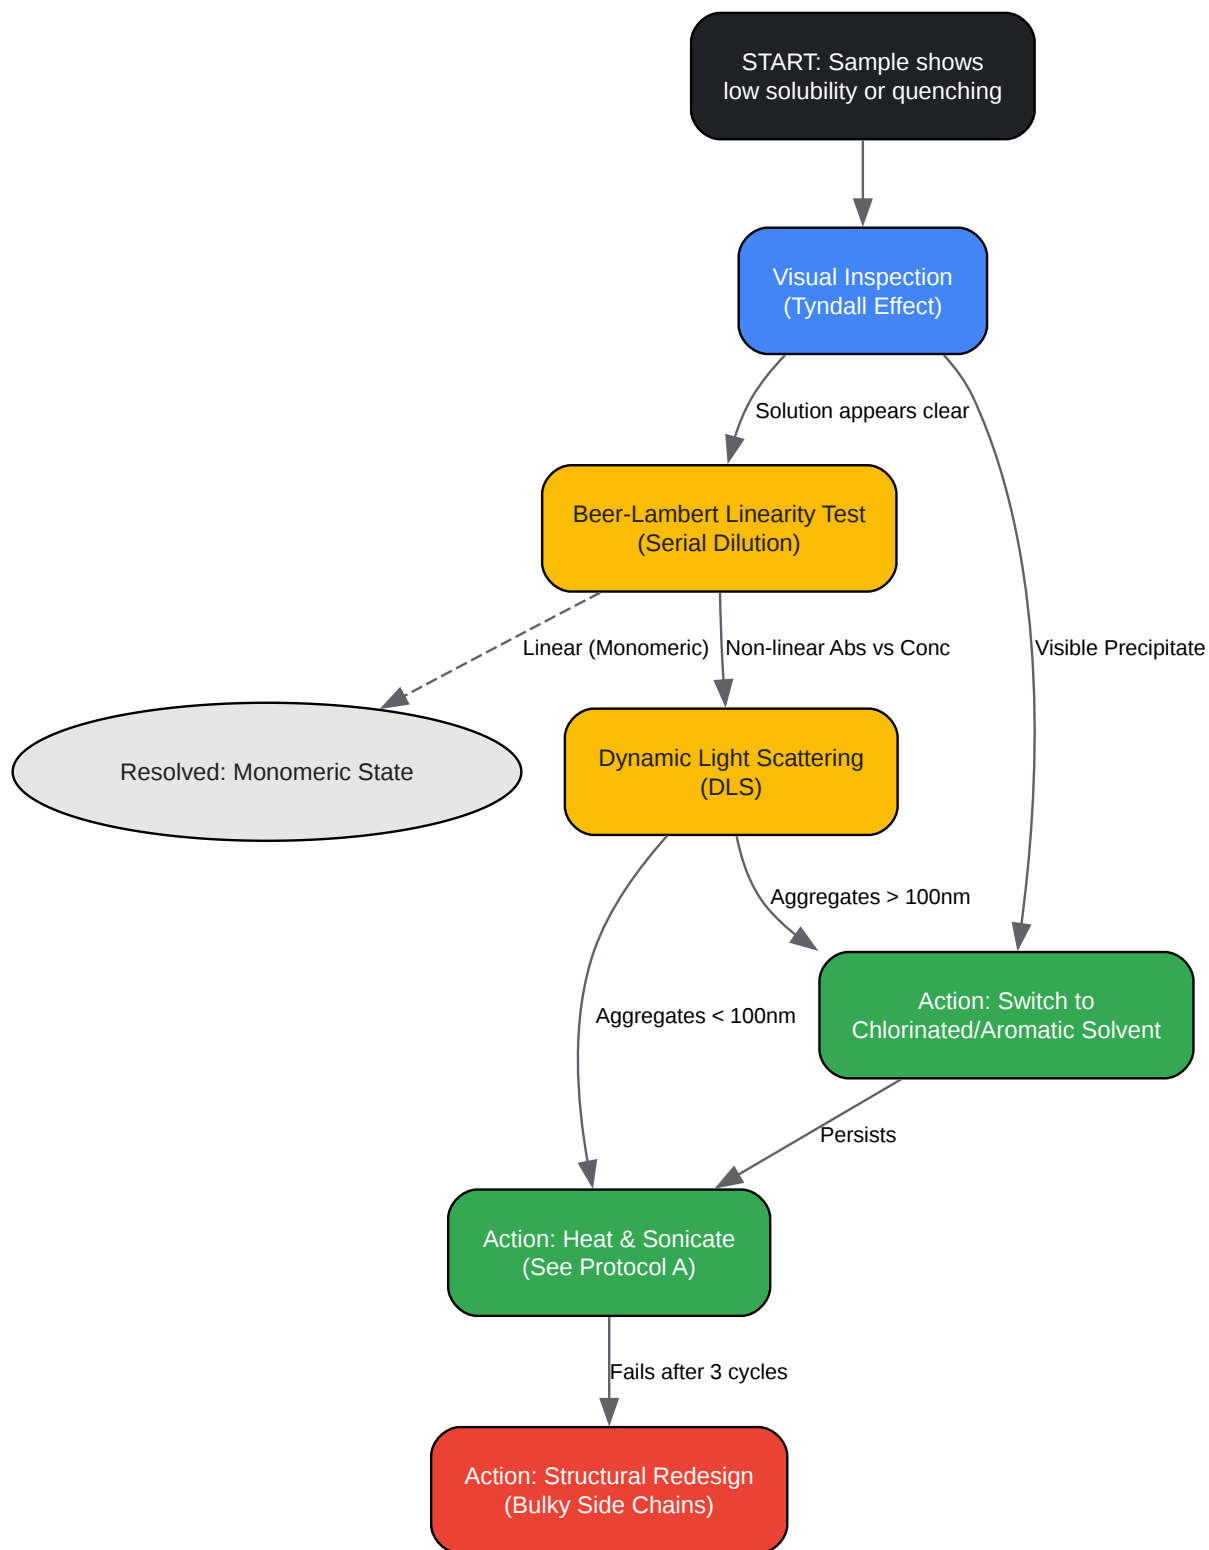 START: Sample shows
low solubility or quenching
Visual Inspection
(Tyndall Effect)
Solution appears clear
Beer-Lambert Linearity Test
(Serial Dilution)
Linear (Monomeric)
Non-linear Abs vs Conc
Visible Precipitate
Resolved: Monomeric State
Dynamic Light Scattering
(DLS)
Aggregates > 100nm
Aggregates < 100nm
Action: Switch to
Chlorinated/Aromatic Solvent
Persists
Action: Heat & Sonicate
(See Protocol A)
Fails after 3 cycles
Action: Structural Redesign
(Bulky Side Chains)